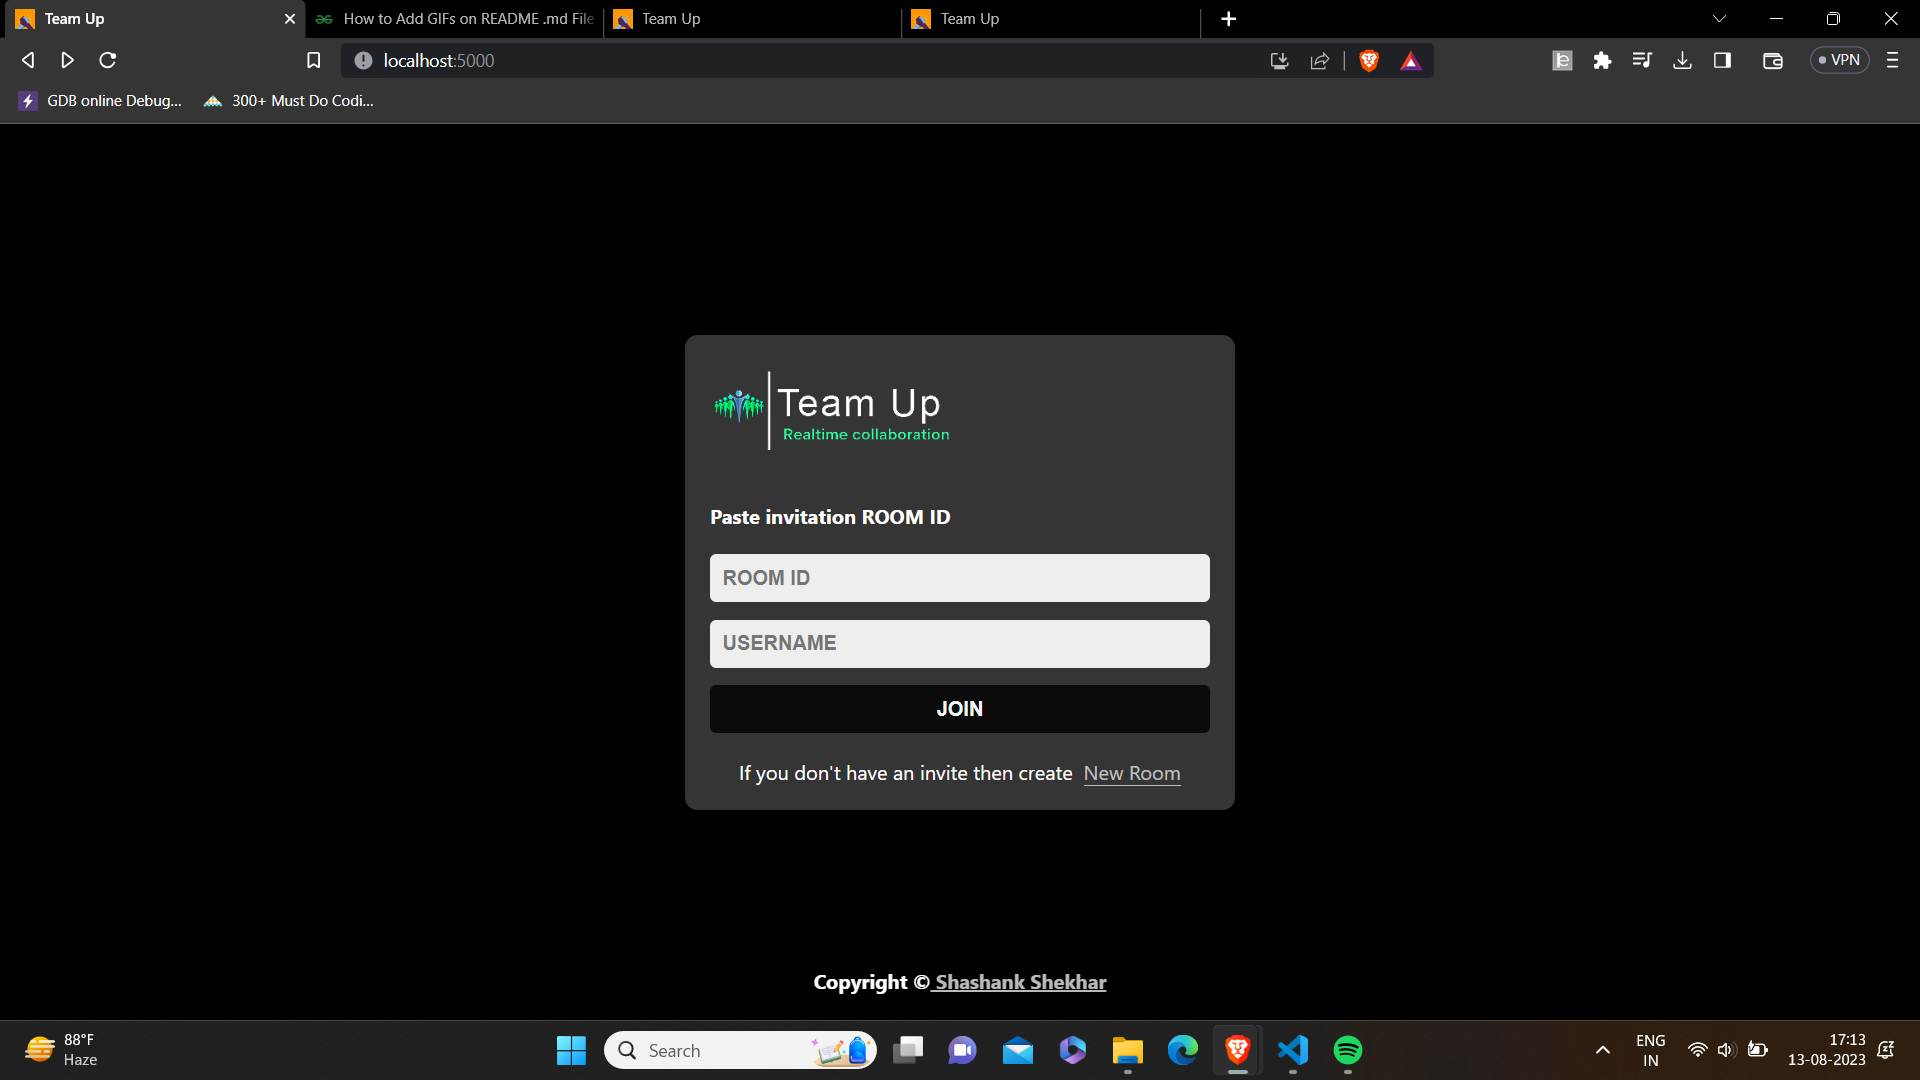 Team Up
How to Add GIFs on README .md File
Team Up
Team Up
localhost:5000
VPN
GDB online Debug...
300+ Must Do Codi...
Team Up
Realtime collaboration
Paste invitation ROOM ID
ROOM ID
USERNAME
JOIN
If you don't have an invite then create New Room
Copyright © Shashank Shekhar
88°F
Haze
Search
ENG
IN
17:13
13-08-2023